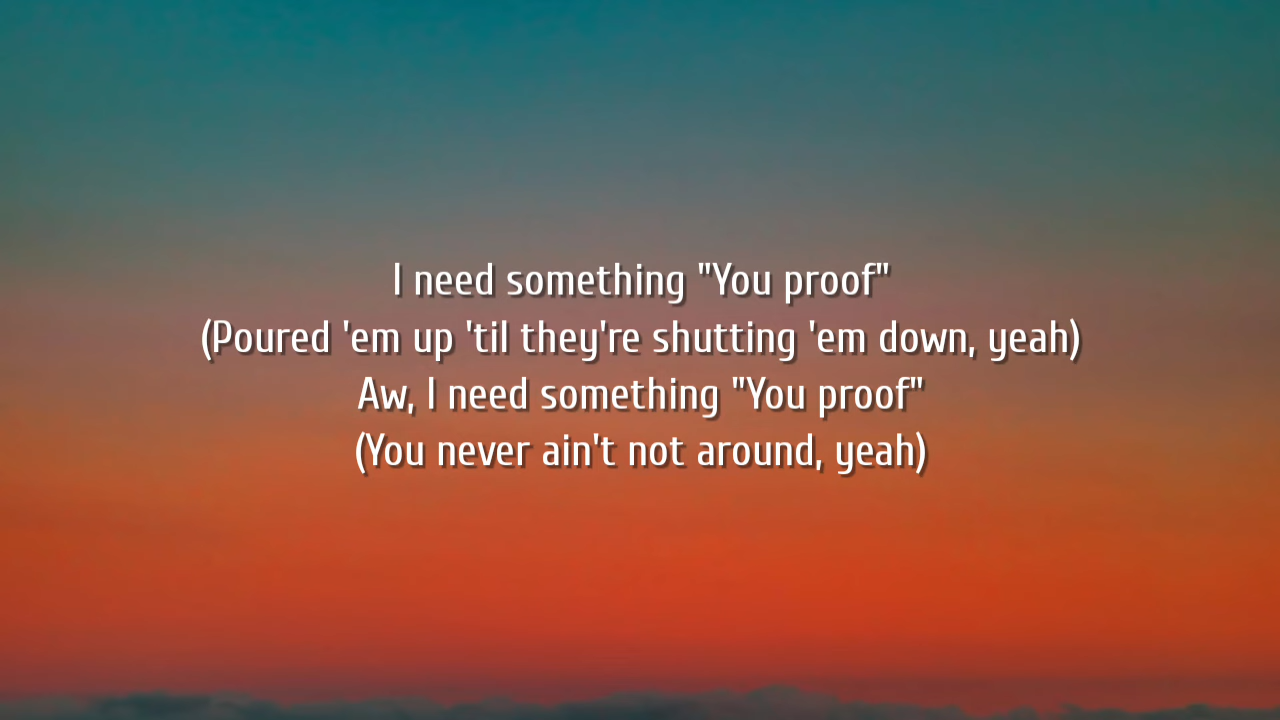 I need something "You proof"
(Poured 'em up 'til they're shutting 'em down, yeah)
Aw, I need something "You proof"
(You never ain't not around, yeah)